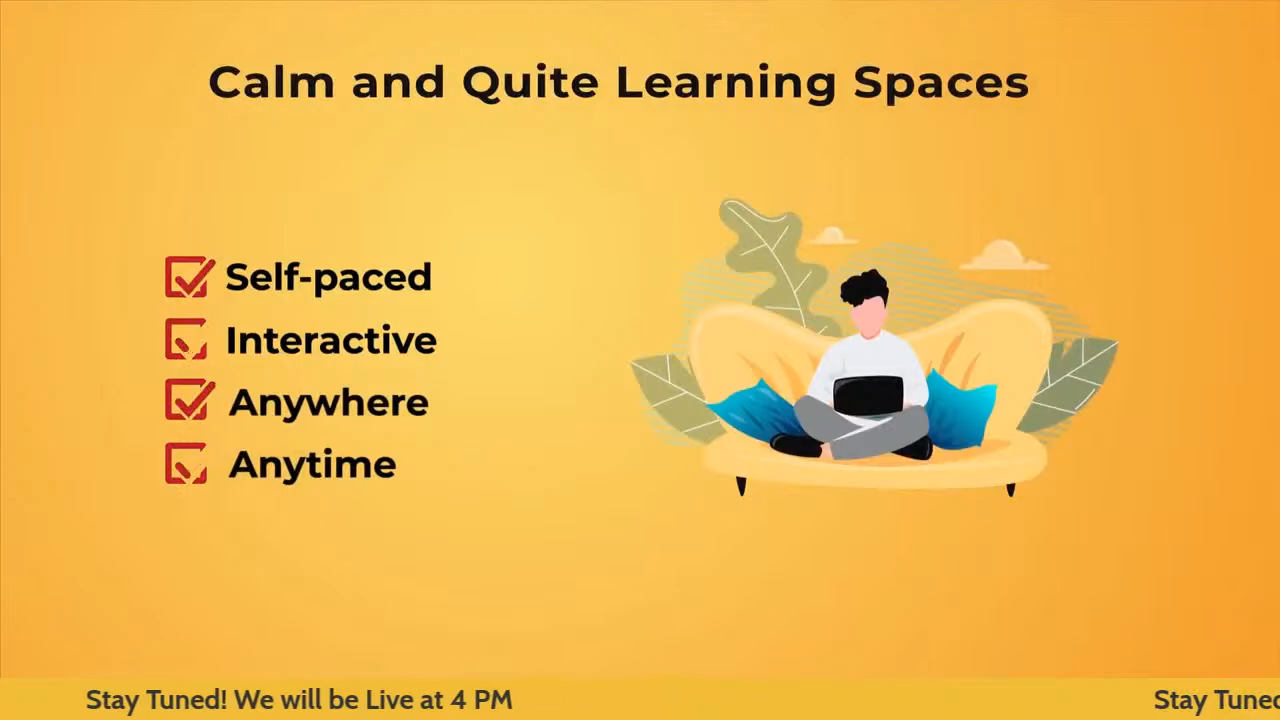 Calm and Quite Learning Spaces
Self-paced
Interactive
Anywhere
Anytime
Stay Tuned! We will be Live at 4 PM
Stay Tuned